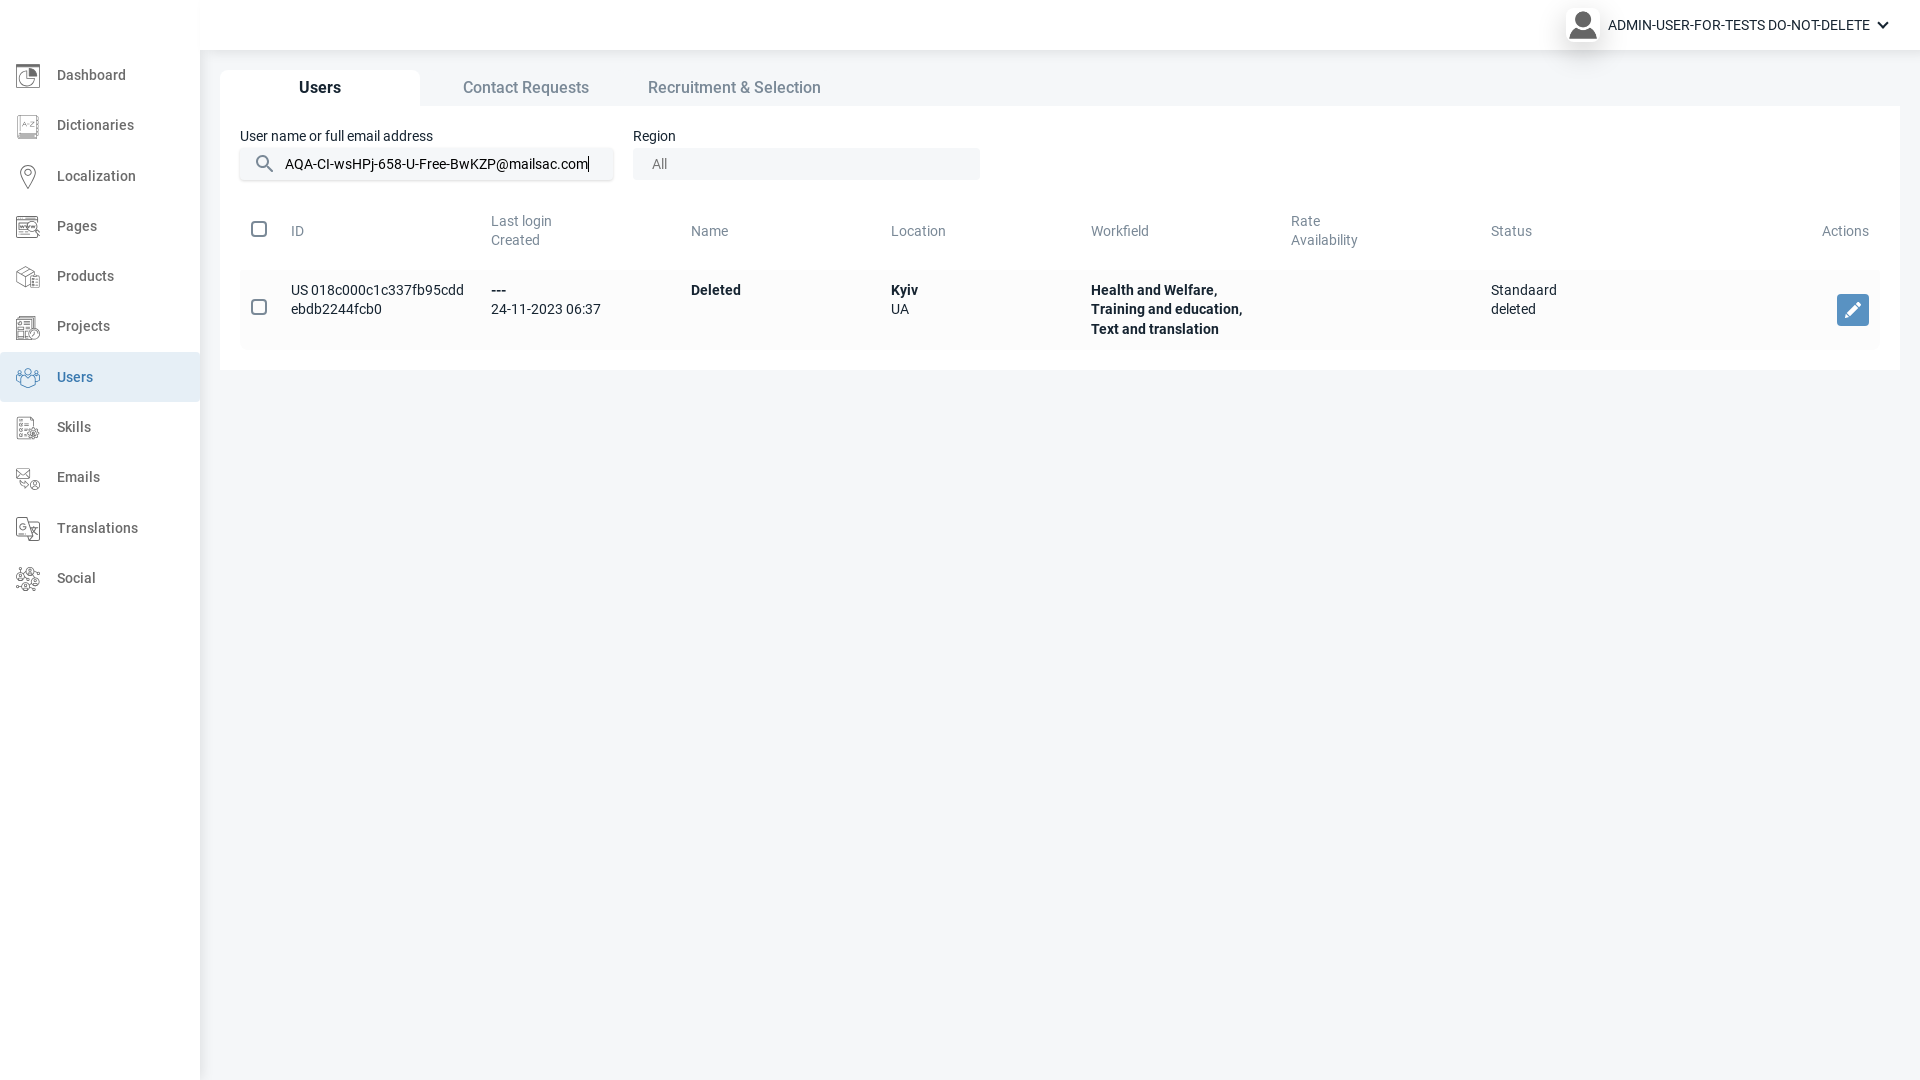 ADMIN-USER-FOR-TESTS DO-NOT-DELETE
Dashboard
Dictionaries
Localization
Pages
Products
Projects
Users
Skills
Emails
Translations
Social
Users
Contact Requests
Recruitment & Selection
User name or full email address
Region
AQA-CI-wsHPj-658-U-Free-BwKZP@mailsac.com
All
ID
Last login
Created
Name
Location
Workfield
Rate
Availability
Status
Actions
US 018c000c1c337fb95cdd
ebdb2244fcb0
---
24-11-2023 06:37
Deleted
Kyiv
UA
Health and Welfare,
Training and education,
Text and translation
Standaard
deleted